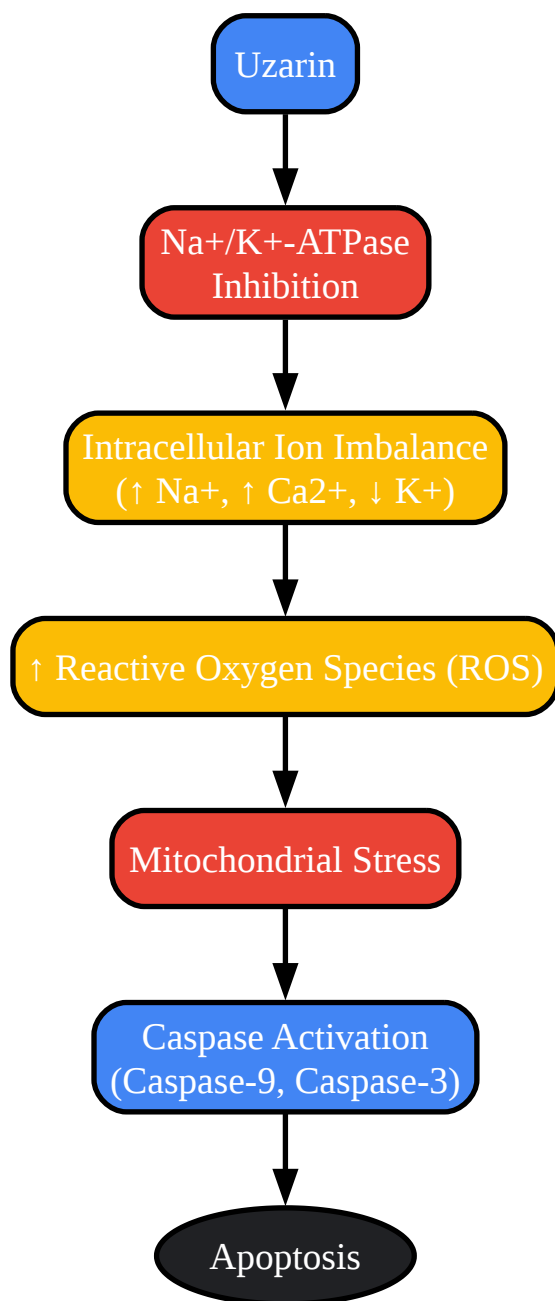 Uzarin
Na+/K+-ATPase
Inhibition
Intracellular Ion Imbalance
(↑ Na+, ↑ Ca2+, ↓ K+)
↑ Reactive Oxygen Species (ROS)
Mitochondrial Stress
Caspase Activation
(Caspase-9, Caspase-3)
Apoptosis